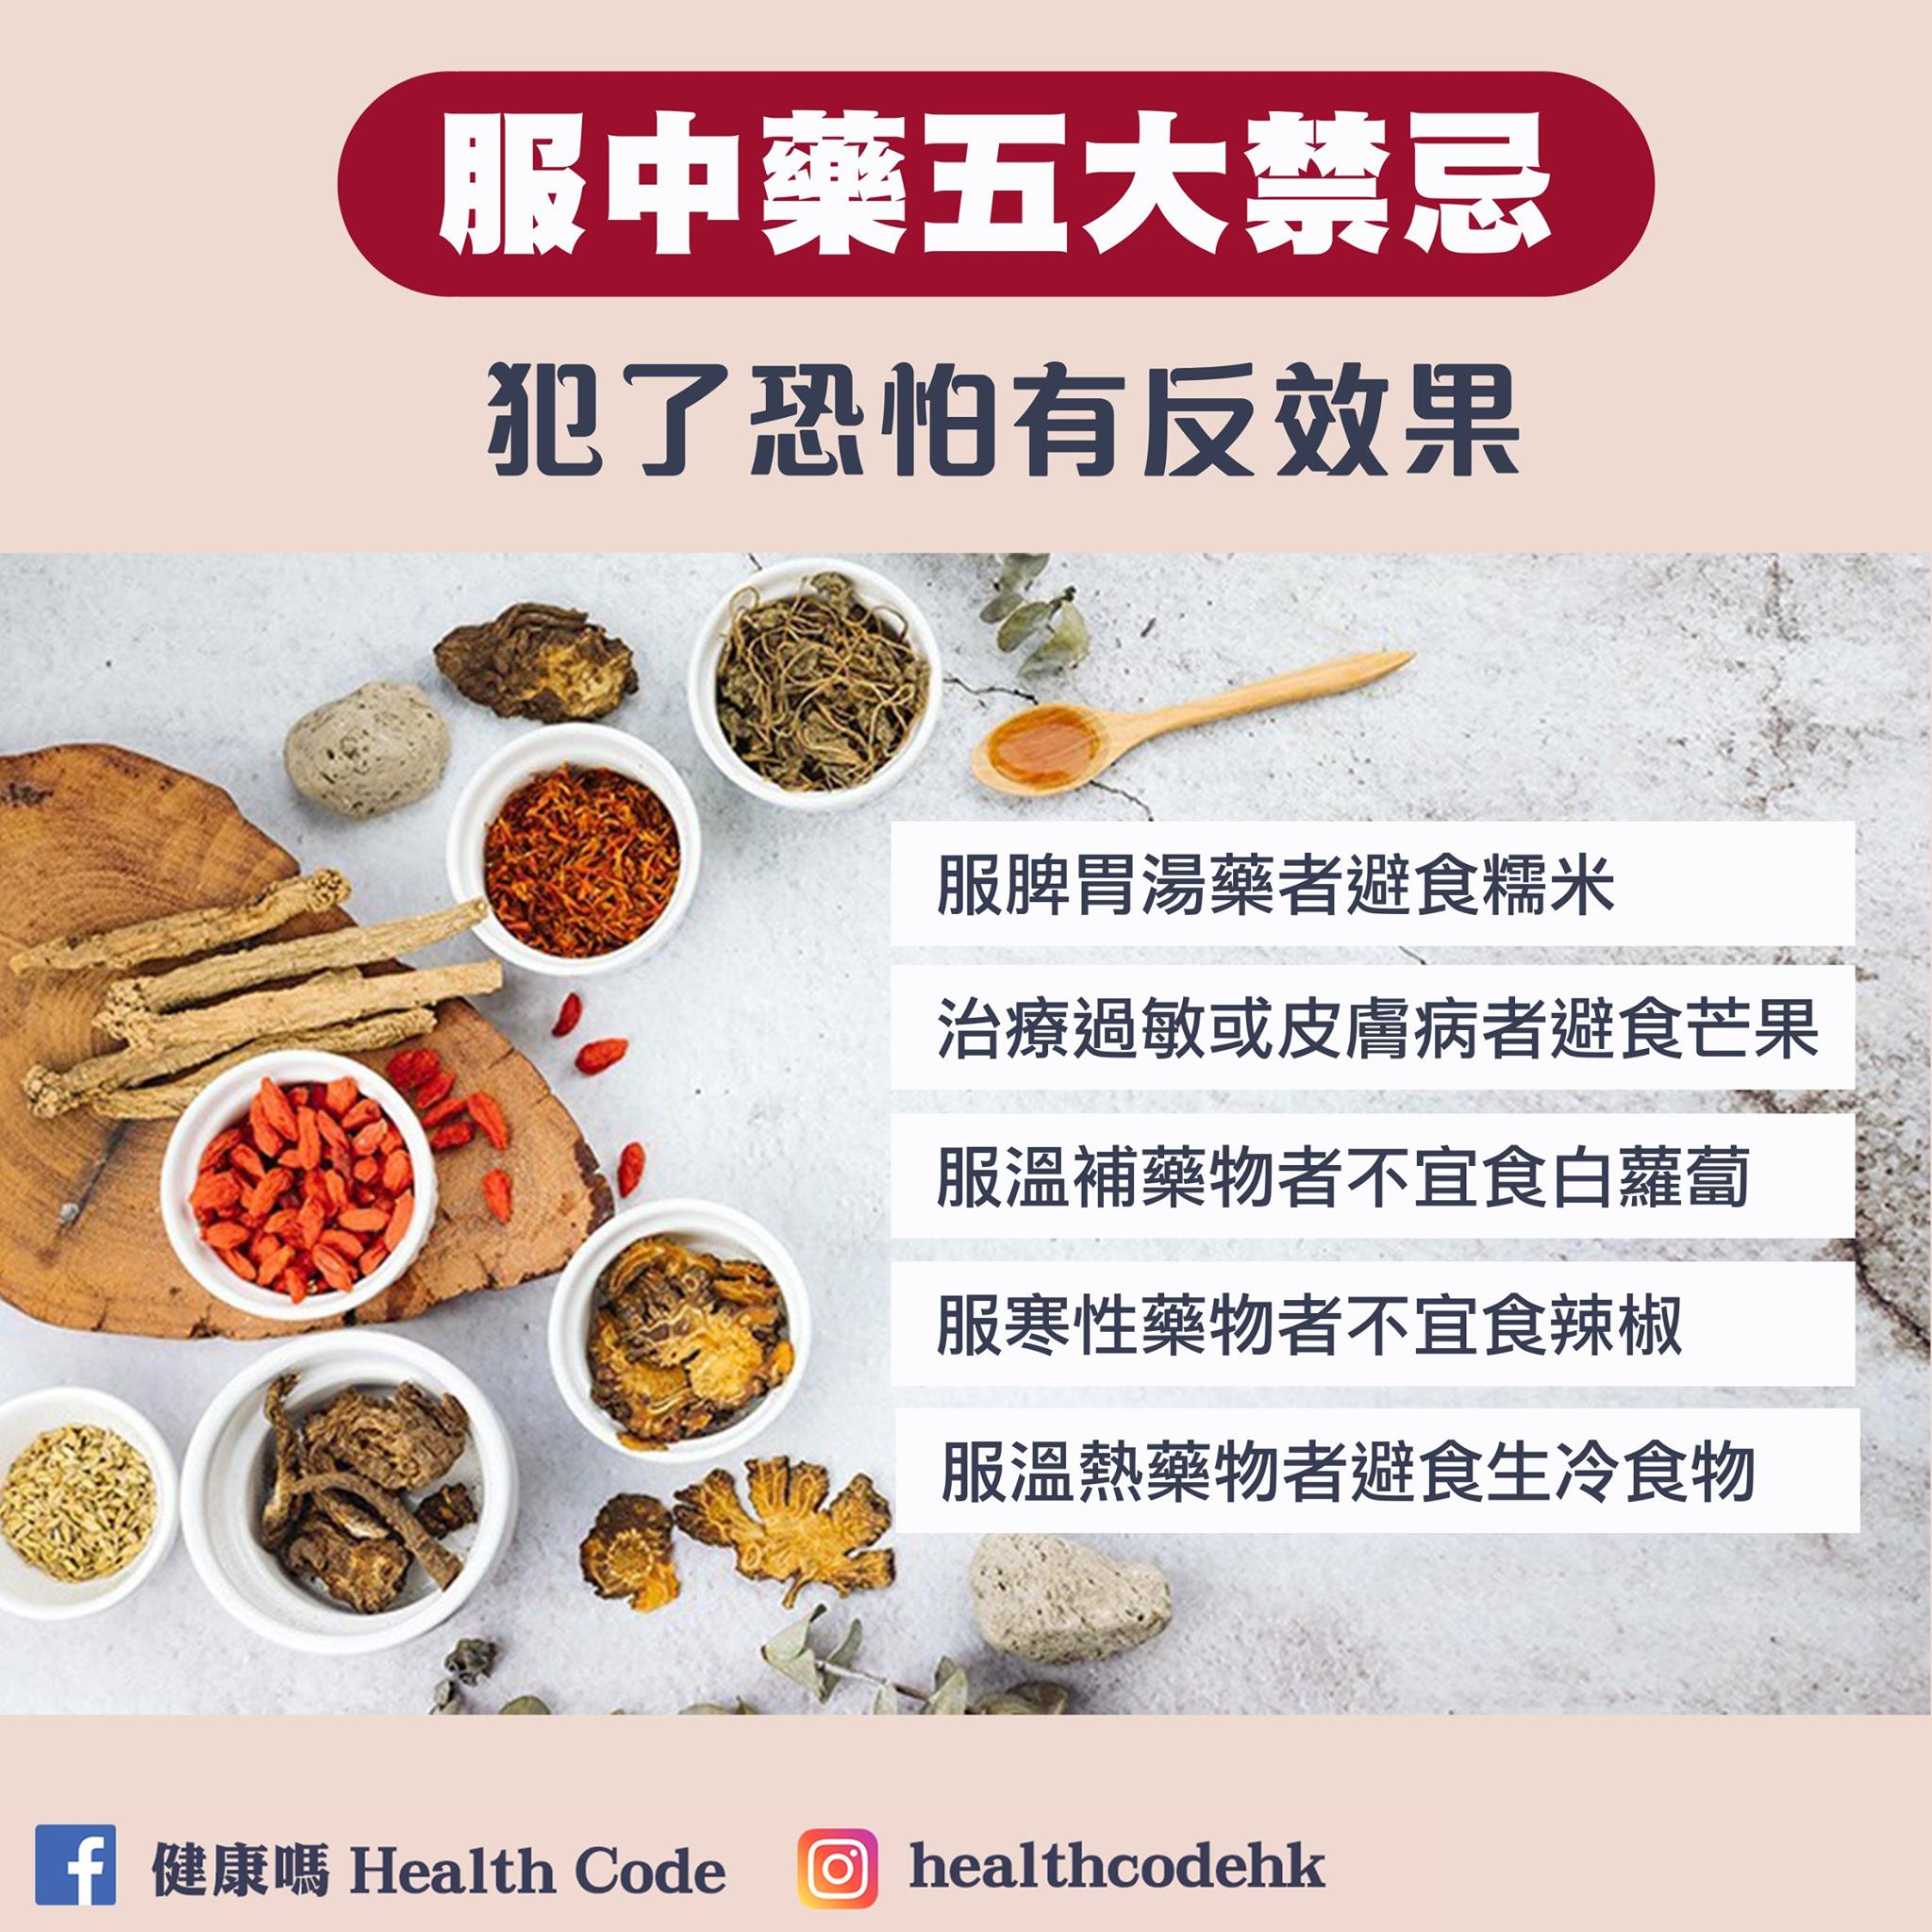 服中藥五大禁忌
犯了恐怕有反效果
服脾胃湯藥者避食糯米
治療過敏或皮膚病者避食芒果
服溫補藥物者不宜食白蘿蔔
服寒性藥物者不宜食辣椒
服溫熱藥物者避食生冷食物
健康嗎 Health Code
healthcodehk